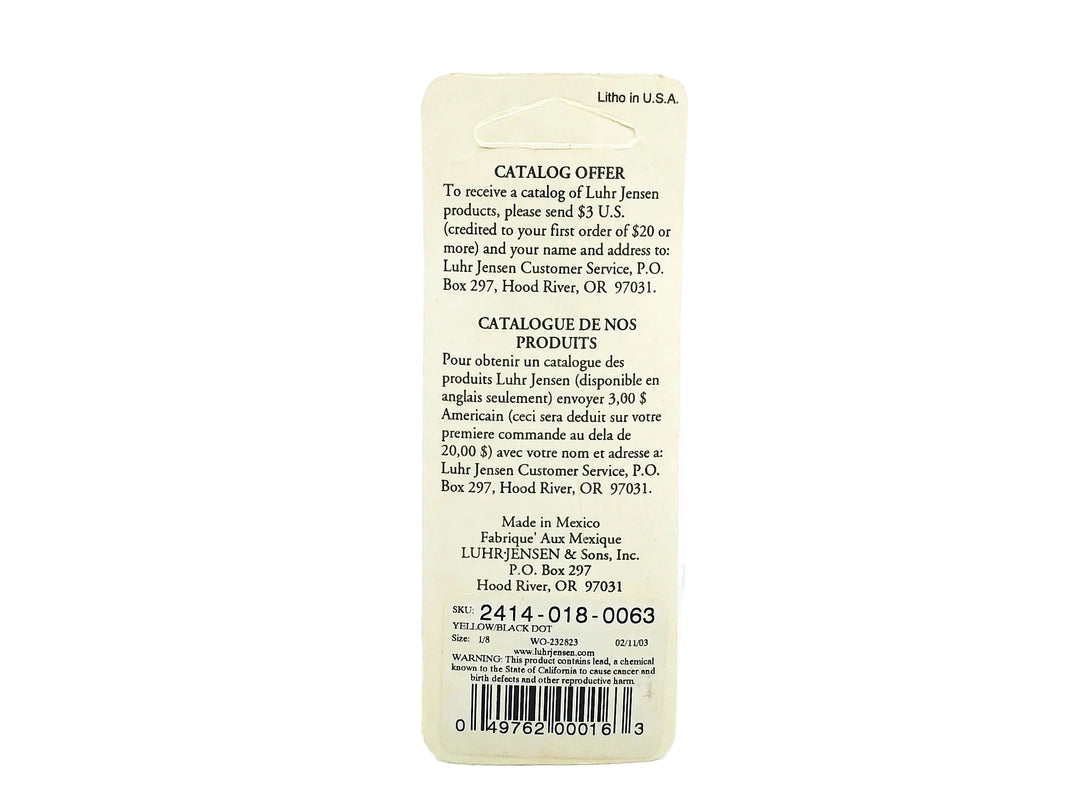 Litho in U.S.A.
CATALOG OFFER
To receive a catalog of Luhr Jensen
products, please send $3 U.S.
(credited to your first order of $20 or
more) and your name and address to:
Luhr Jensen Customer Service, P.O.
Box 297, Hood River, OR 97031.
CATALOGUE DE NOS
PRODUITS
Pour obtenir un catalogue des
produits Luhr Jensen (disponible en
anglais seulement) envoyer 3,00 $
Americain (ceci sera deduit sur votre
premiere commande au dela de
20,00 $) avec votre nom et adresse a:
Luhr Jensen Customer Service, P.O.
Box 297, Hood River, OR 97031.
Made in Mexico
Fabrique' Aux Mexique
LUHR-JENSEN & Sons, Inc.
P.O. Box 297
Hood River, OR 97031
SKU: 2414-018-0063
YELLOW/BLACK DOT
Size: 1/8 WO-232823 02/11/03
www.luhrjensen.com
WARNING: This product contains lead, a chemical
known to the State of California to cause cancer and
birth defects and other reproductive harm.
0 49762 00016 3